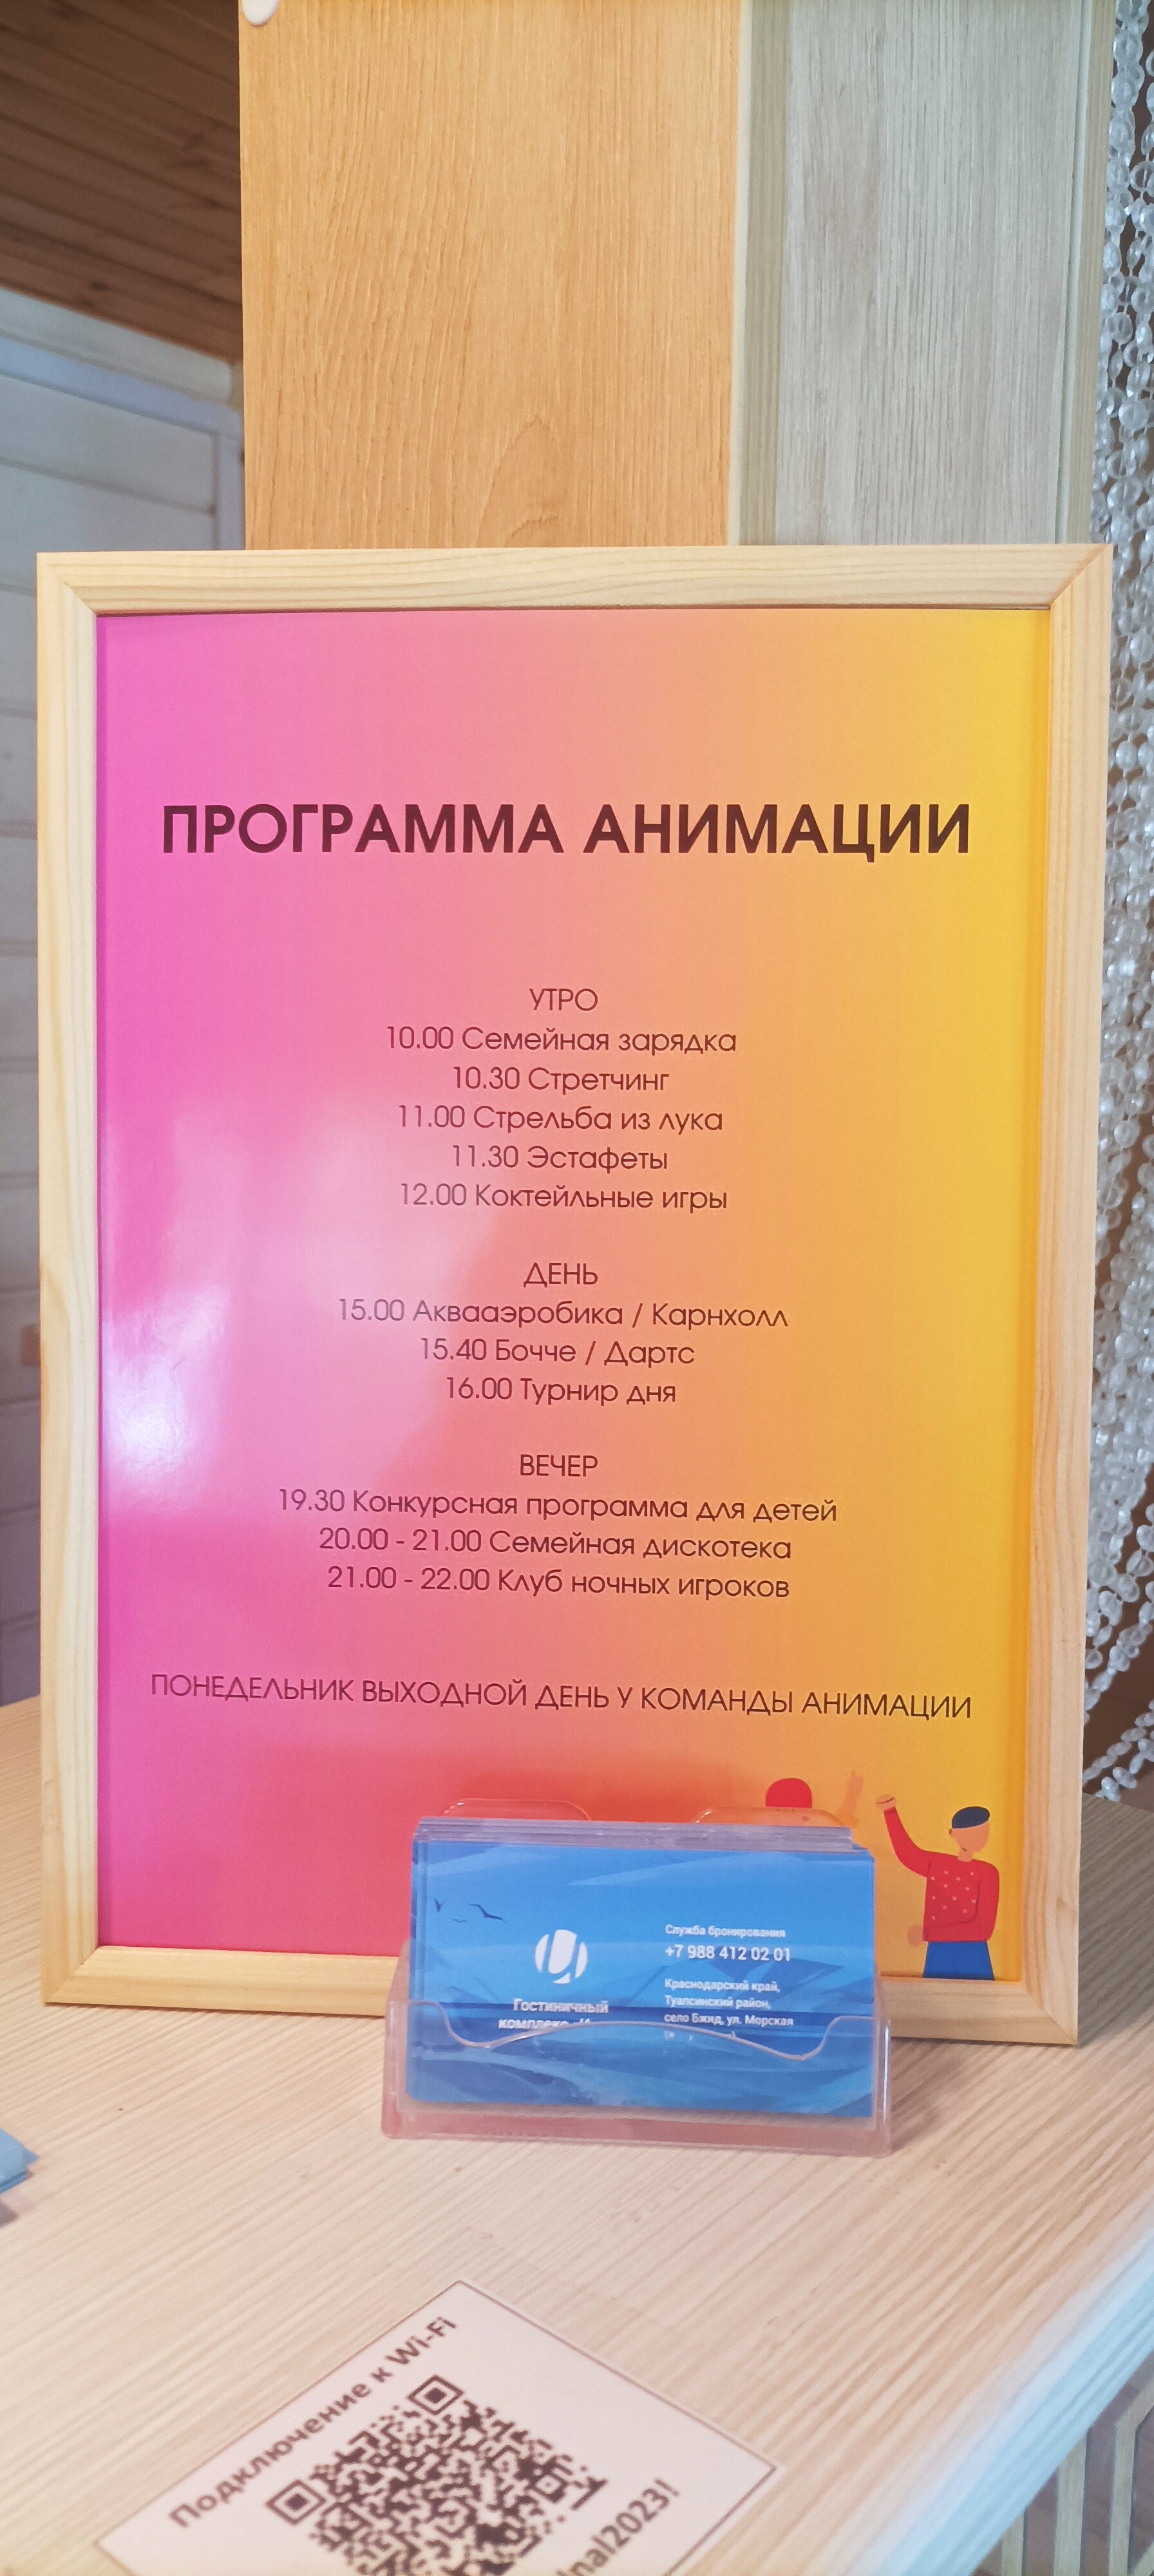 ПРОГРАММА АНИМАЦИИ
УТРО
10.00 Семейная зарядка
10.30 Стретчинг
11.00 Стрельба из лука
11.30 Эстафеты
12.00 Коктейльные игры
ДЕНЬ
15.00 Аквааэробика / Карнхолл
15.40 Бочче / Дартс
16.00 Турнир дня
ВЕЧЕР
19.30 Конкурсная программа для детей
20.00 - 21.00 Семейная дискотека
21.00 - 22.00 Клуб ночных игроков
ПОНЕДЕЛЬНИК ВЫХОДНОЙ ДЕНЬ У КОМАНДЫ АНИМАЦИИ
Гостиничный
комплекс
Служба бронирования
+7 988 412 02 01
Краснодарский край,
Туапсинский район,
село Бжид, ул. Морская
Подключение к Wi-Fi